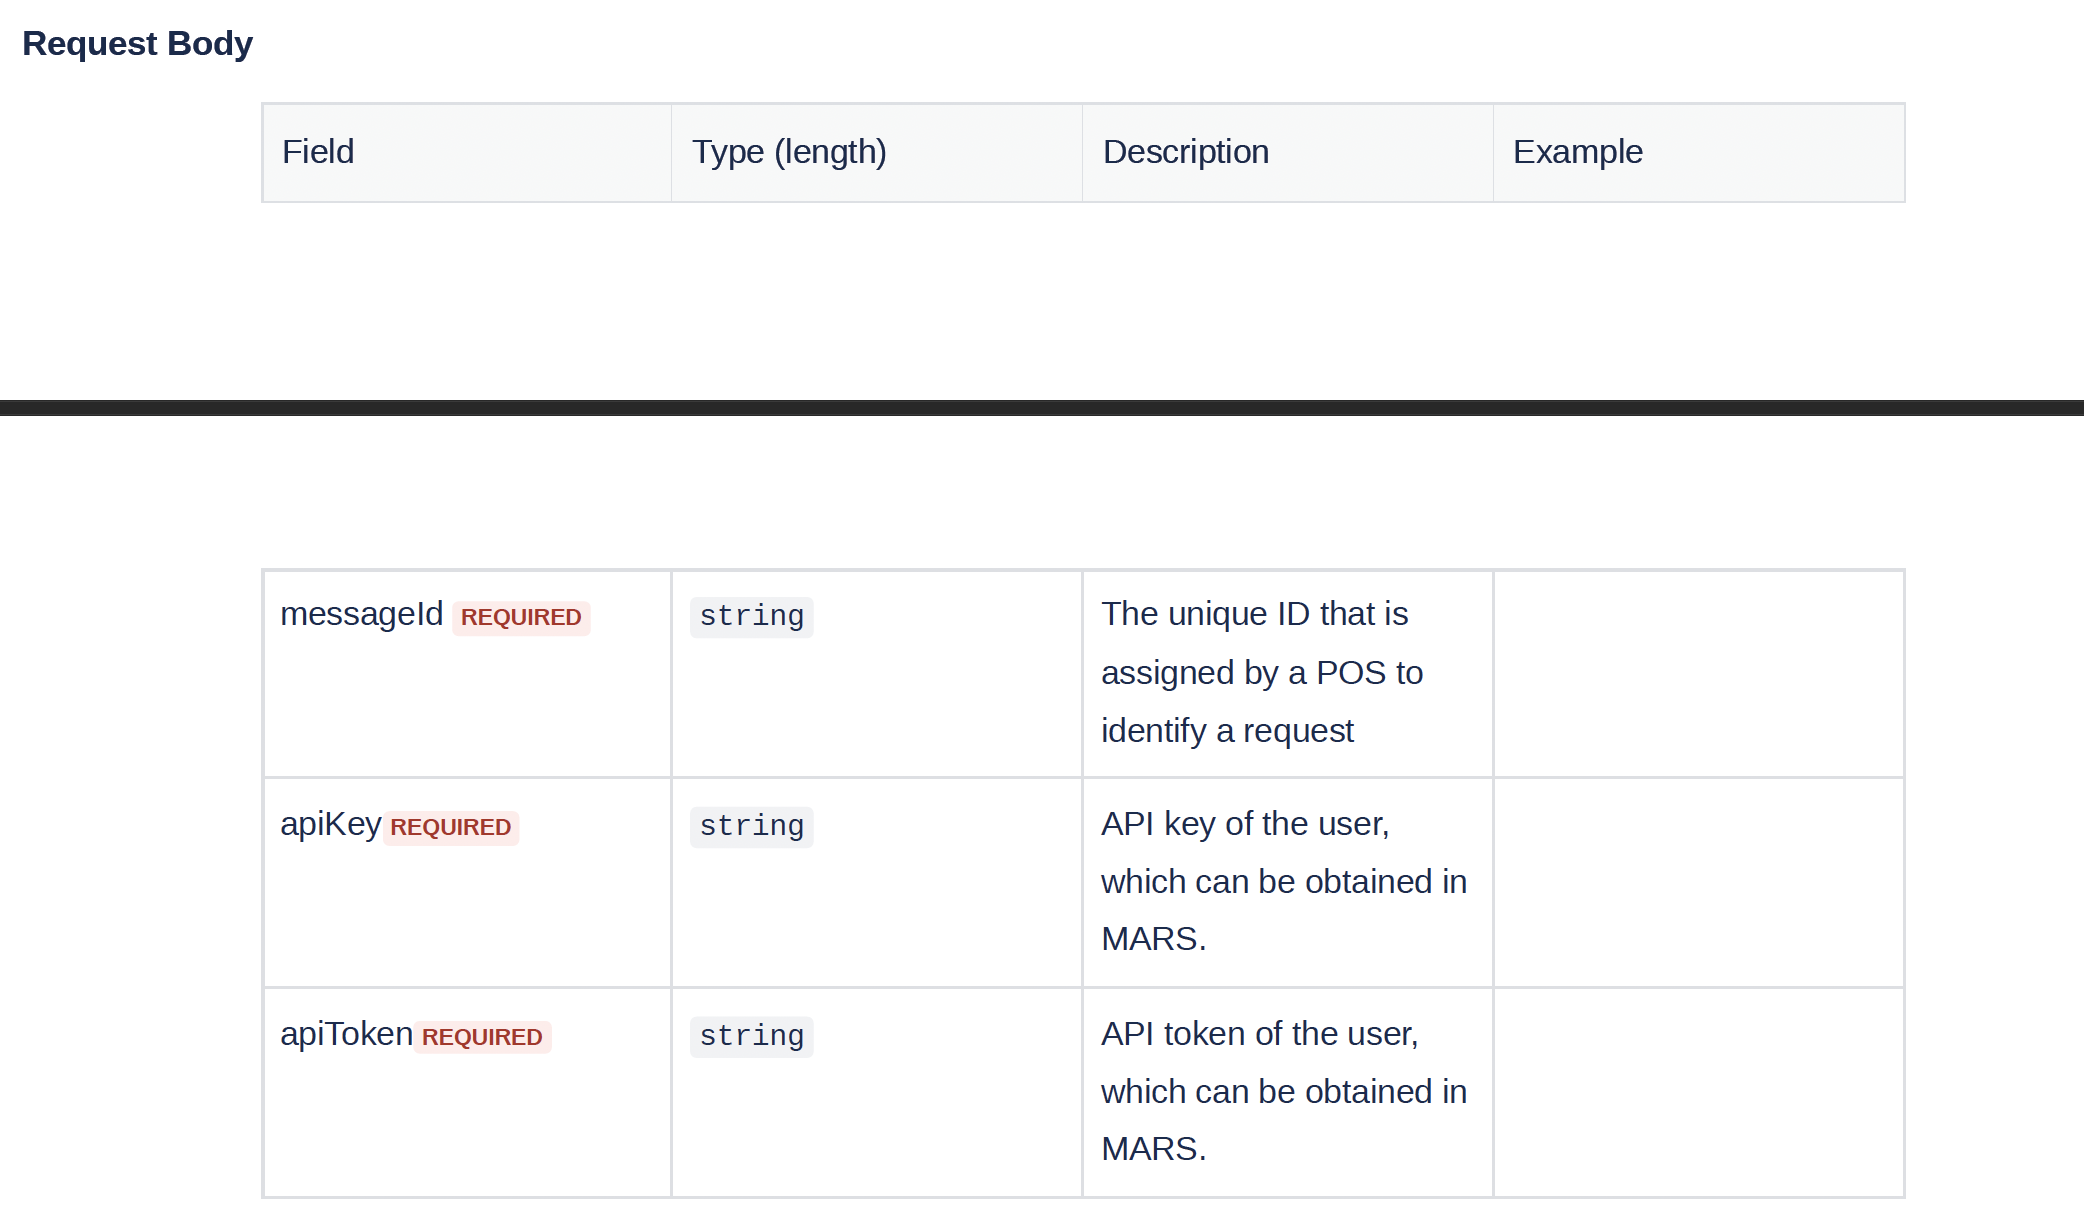 Request Body
Field Type (length) Description Example
messageId REQUIRED string The unique ID that is
assigned by a POS to
identify a request
apiKey REQUIRED string API key of the user,
which can be obtained in
MARS.
apiToken REQUIRED string API token of the user,
which can be obtained in
MARS.